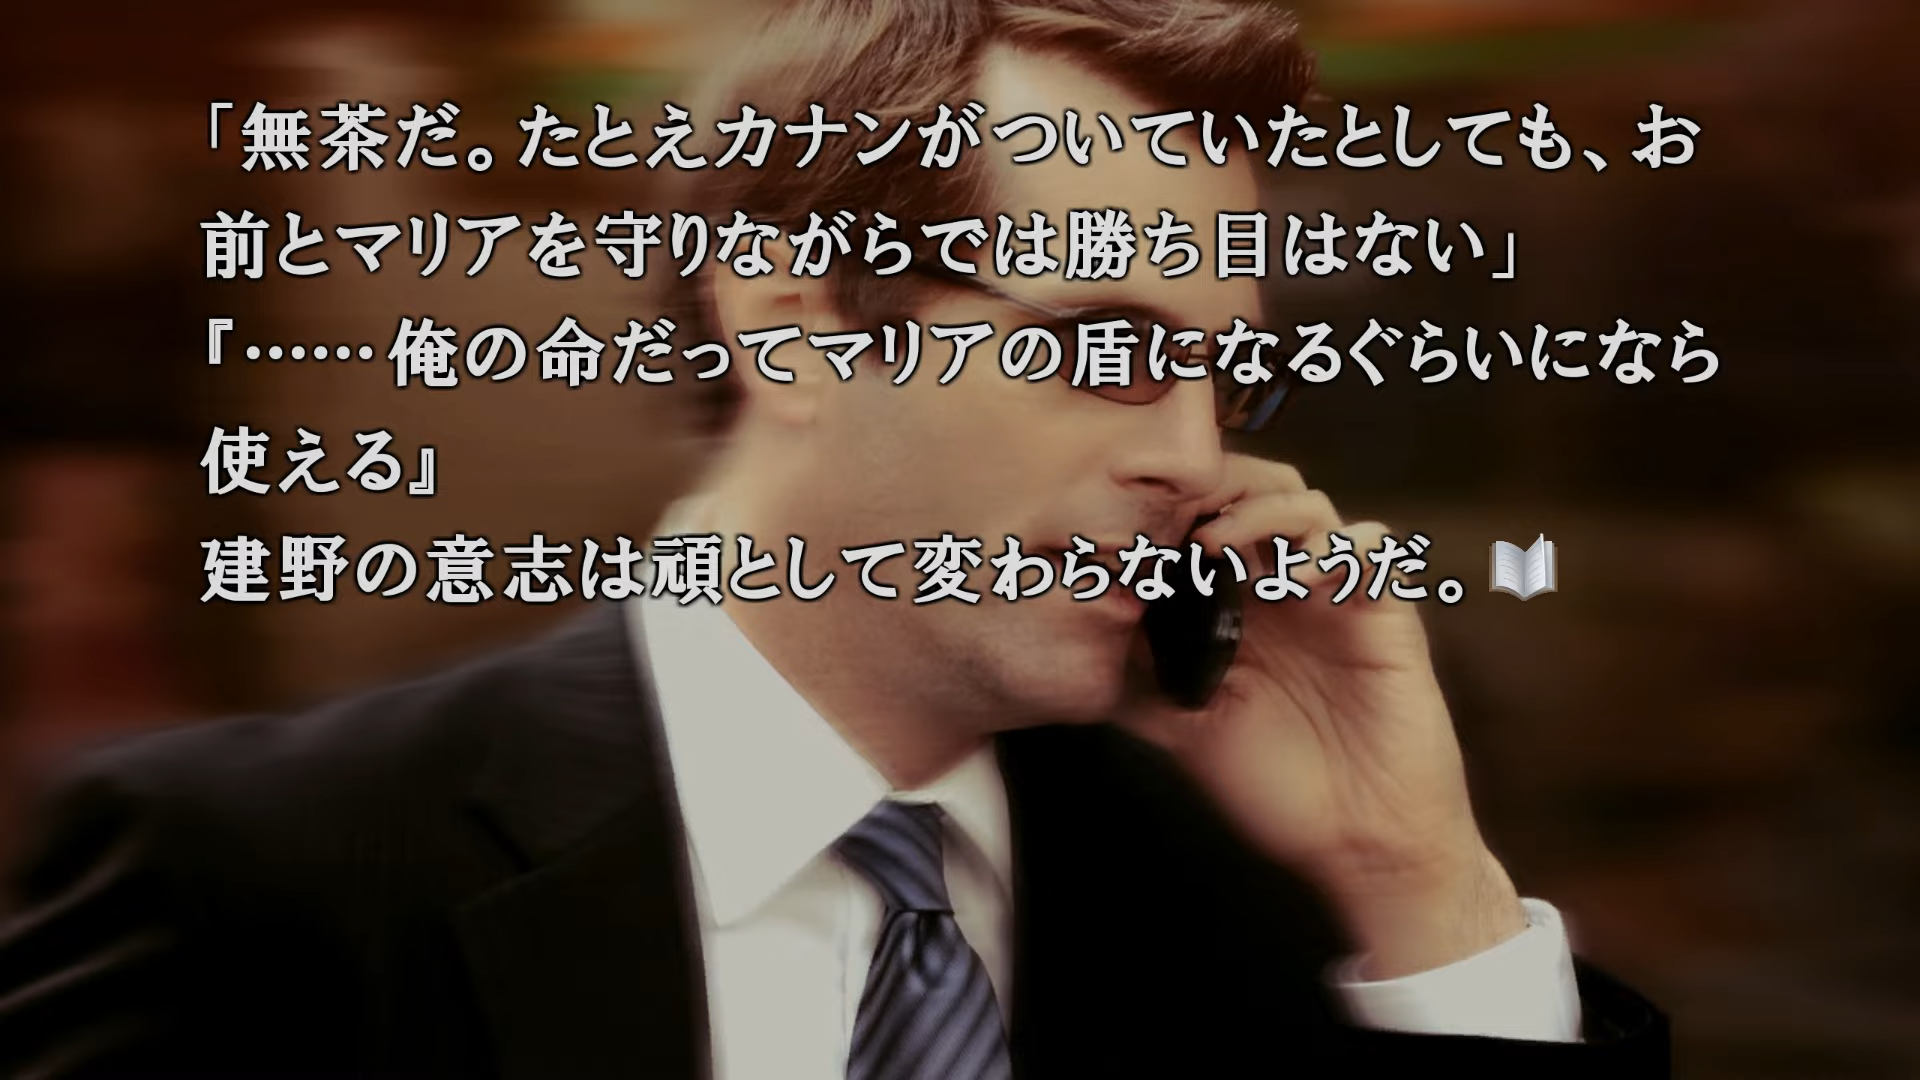 「無茶だ。たとえカナンがついていたとしても、お
前とマリアを守りながらでは勝ち目はない」
『……俺の命だってマリアの盾になるぐらいになら
使える』
建野の意志は頑として変わらないようだ。